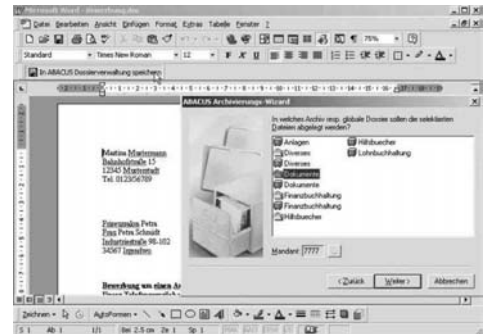 Microsoft Word - Bewerbung.doc
Datei Bearbeiten Ansicht Einfügen Format Extras Tabelle Fenster ?
75%
Standard Times New Roman 12 F K U
In ABACUS Dossierverwaltung speichern
ABACUS Archivierungs-Wizard
In welches Archiv resp. globale Dossier sollen die selektierten
Dateien abgelegt werden?
Anlagen Hilfsbuecher
Diverses Lohnbuchhaltung
Diverses
Dokumente
Dokumente
Finanzbuchhaltung
Finanzbuchhaltung
Hilfsbuecher
Martina Mustermann
Bahnhofstraße 15
12345 Musterstadt
Tel. 0123/56789
Frau Petra Schmidt
Industriestraße 98-102
34567 Irgendwo
Mandant 7777 ...
< Zurück Weiter > Abbrechen
Bewerbung um einen
Zeichnen AutoFormen
S 1 Ab 1 1/1 Bei 2.5 cm Ze 1 Sp 1